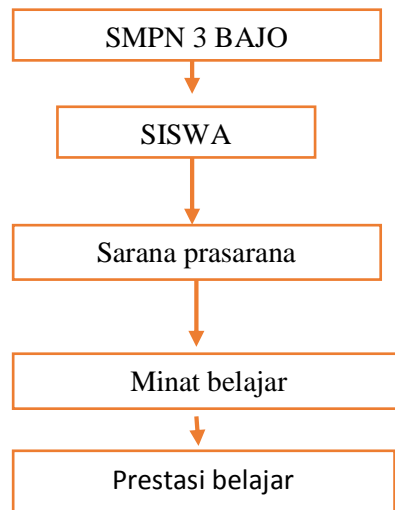 SMPN 3 BAJO
SISWA
Sarana prasarana
Minat belajar
Prestasi belajar